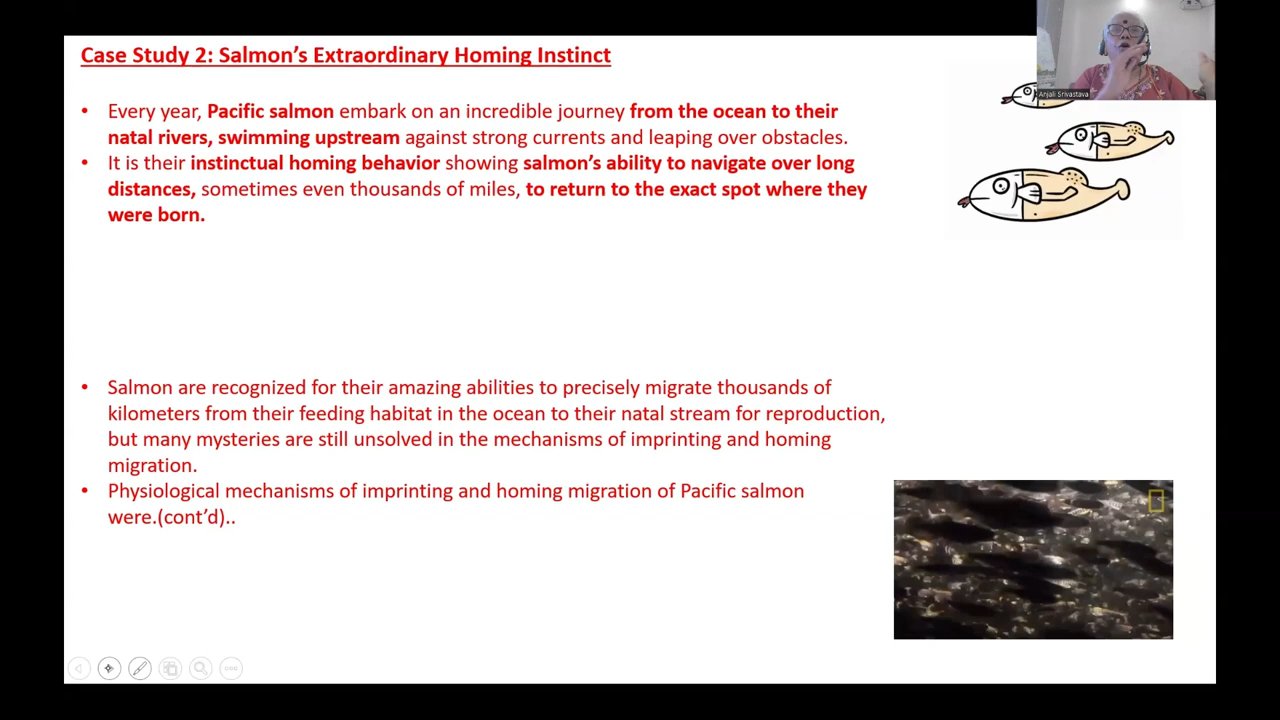 Case Study 2: Salmon’s Extraordinary Homing Instinct
• Every year, Pacific salmon embark on an incredible journey from the ocean to their
natal rivers, swimming upstream against strong currents and leaping over obstacles.
• It is their instinctual homing behavior showing salmon’s ability to navigate over long
distances, sometimes even thousands of miles, to return to the exact spot where they
were born.
• Salmon are recognized for their amazing abilities to precisely migrate thousands of
kilometers from their feeding habitat in the ocean to their natal stream for reproduction,
but many mysteries are still unsolved in the mechanisms of imprinting and homing
migration.
• Physiological mechanisms of imprinting and homing migration of Pacific salmon
were.(cont’d)..
Anjali Srivastava